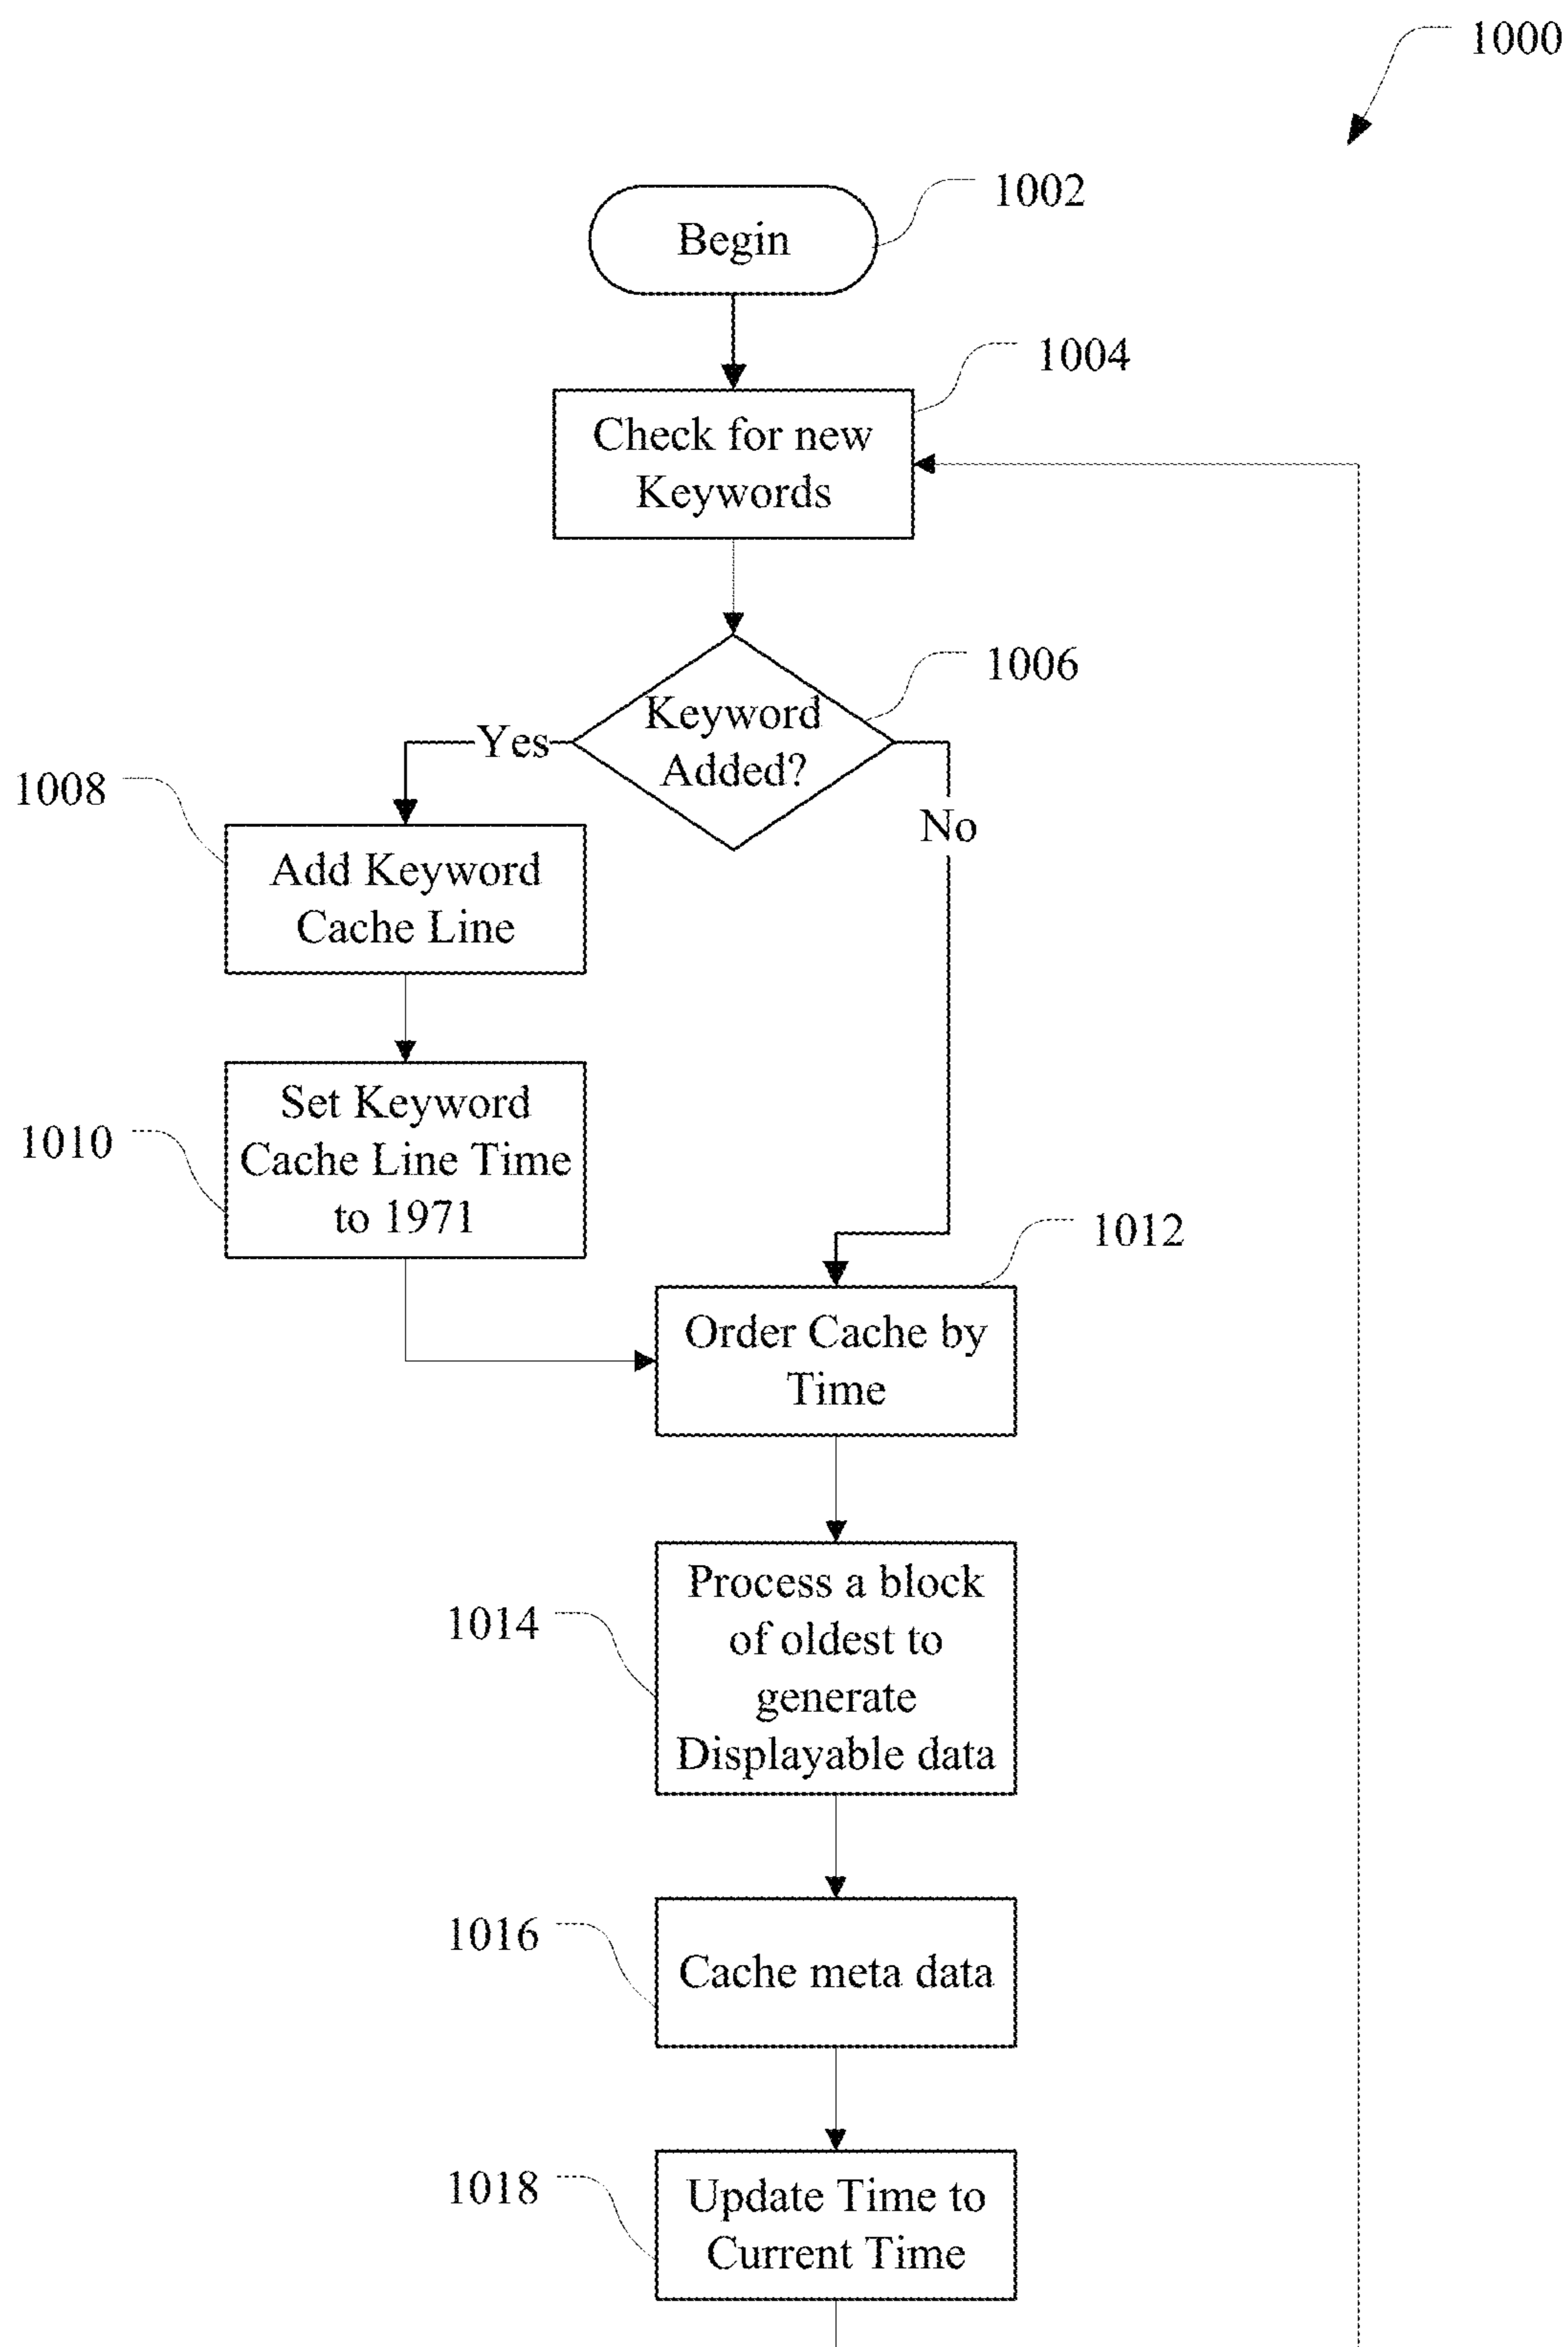 1000
1002
Begin
1004
Check for new
Keywords
1006
Keyword
Added?
Yes
No
1008
Add Keyword
Cache Line
1010
Set Keyword
Cache Line Time
to 1971
1012
Order Cache by
Time
1014
Process a block
of oldest to
generate
Displayable data
1016
Cache meta data
1018
Update Time to
Current Time